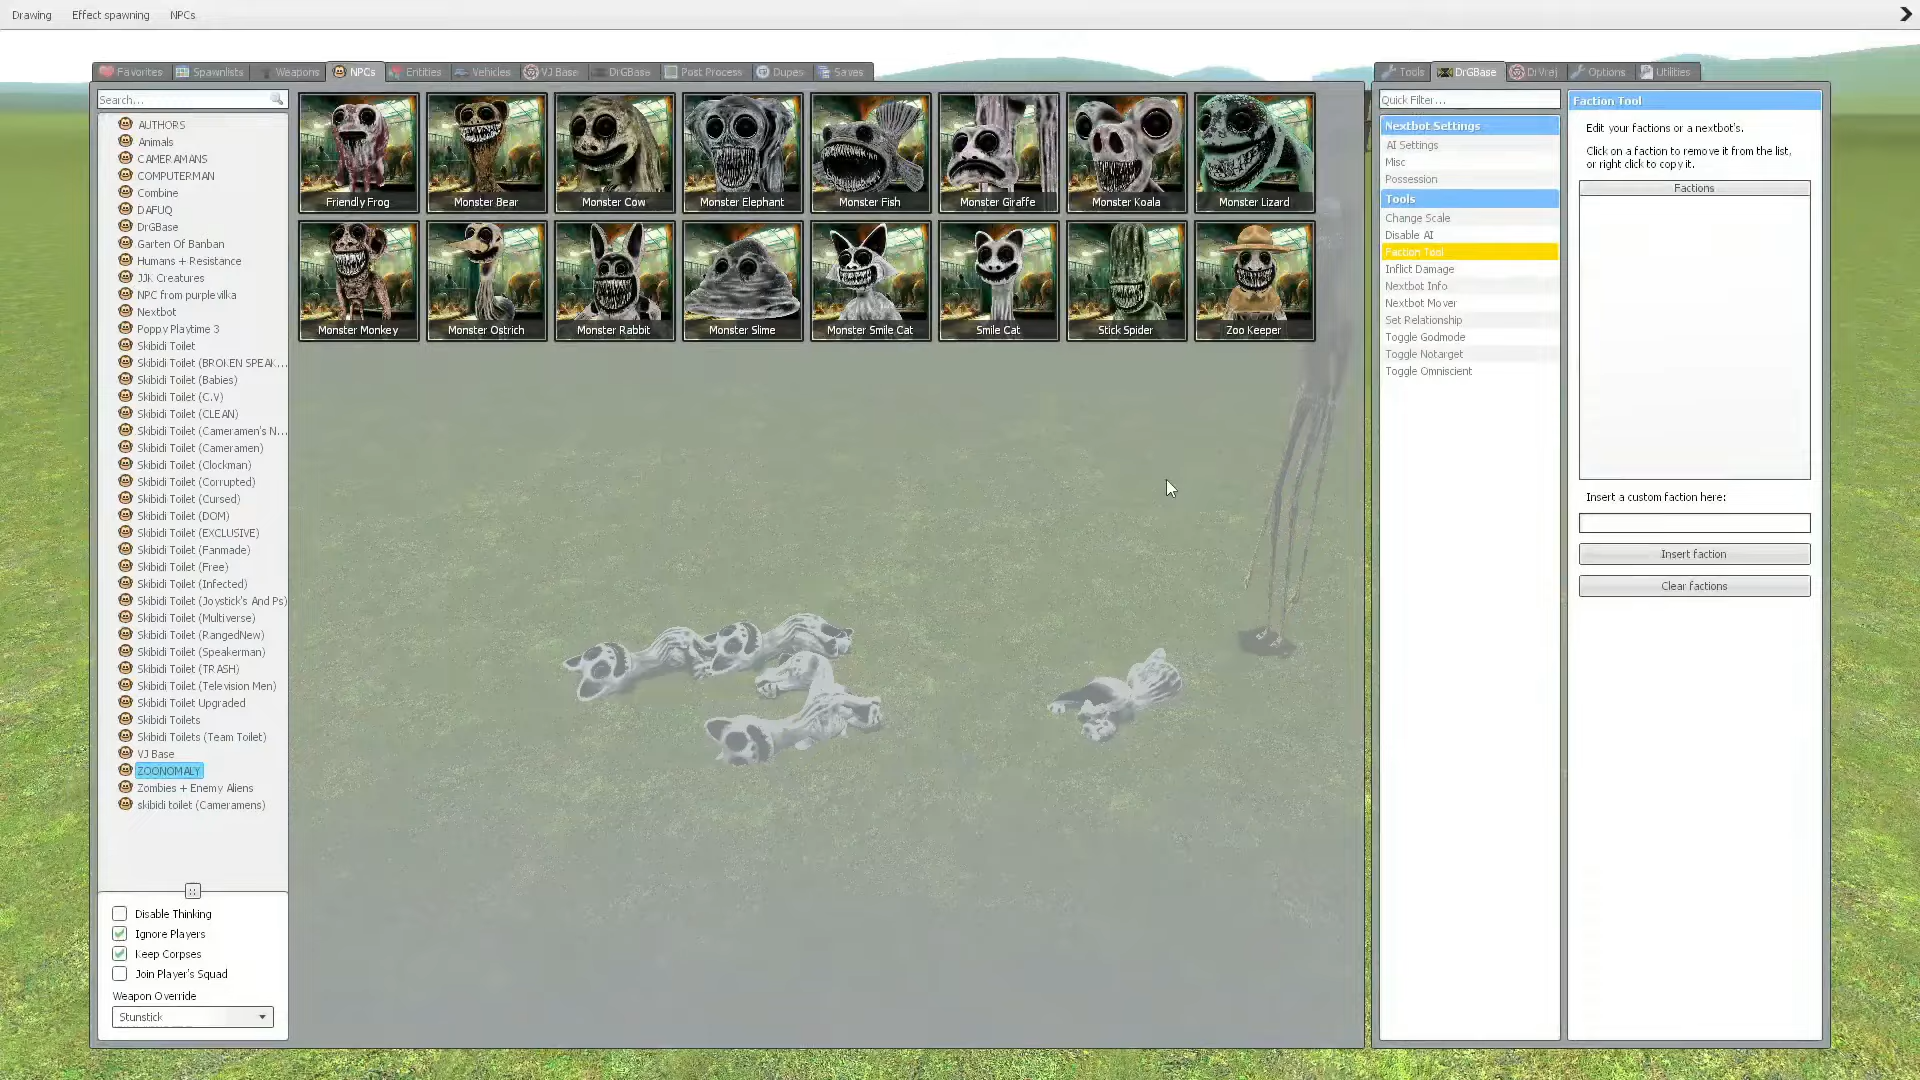 Drawing Effect spawning NPCs
Favorites Spawnlists Weapons NPCs Entities Vehicles VJ Base DrGBase Post Process Dupes Saves
Search...
AUTHORS
Animals
CAMERAMANS
COMPUTERMAN
Combine
DAFUQ
DrGBase
Garten Of Banban
Humans + Resistance
JJK Creatures
NPC from purplevilka
Nextbot
Poppy Playtime 3
Skibidi Toilet
Skibidi Toilet (BROKEN SPEAK...
Skibidi Toilet (Babies)
Skibidi Toilet (C.V)
Skibidi Toilet (CLEAN)
Skibidi Toilet (Cameramen's N...
Skibidi Toilet (Cameramen)
Skibidi Toilet (Clockman)
Skibidi Toilet (Corrupted)
Skibidi Toilet (Cursed)
Skibidi Toilet (DOM)
Skibidi Toilet (EXCLUSIVE)
Skibidi Toilet (Fanmade)
Skibidi Toilet (Free)
Skibidi Toilet (Infected)
Skibidi Toilet (Joystick's And Ps)
Skibidi Toilet (Multiverse)
Skibidi Toilet (RangedNew)
Skibidi Toilet (Speakerman)
Skibidi Toilet (TRASH)
Skibidi Toilet (Television Men)
Skibidi Toilet Upgraded
Skibidi Toilets
Skibidi Toilets (Team Toilet)
VJ Base
ZOONOMALY
Zombies + Enemy Aliens
skibidi toilet (Cameramens)
Disable Thinking
Ignore Players
Keep Corpses
Join Player's Squad
Weapon Override
Stunstick
Friendly Frog Monster Bear Monster Cow Monster Elephant Monster Fish Monster Giraffe Monster Koala Monster Lizard
Monster Monkey Monster Ostrich Monster Rabbit Monster Slime Monster Smile Cat Smile Cat Stick Spider Zoo Keeper
Tools DrGBase DrVrej Options Utilities
Quick Filter...
Nextbot Settings
AI Settings
Misc
Possession
Tools
Change Scale
Disable AI
Faction Tool
Inflict Damage
Nextbot Info
Nextbot Mover
Set Relationship
Toggle Godmode
Toggle Notarget
Toggle Omniscient
Faction Tool
Edit your factions or a nextbot's.
Click on a faction to remove it from the list,
or right click to copy it.
Factions
Insert a custom faction here:
Insert faction
Clear factions